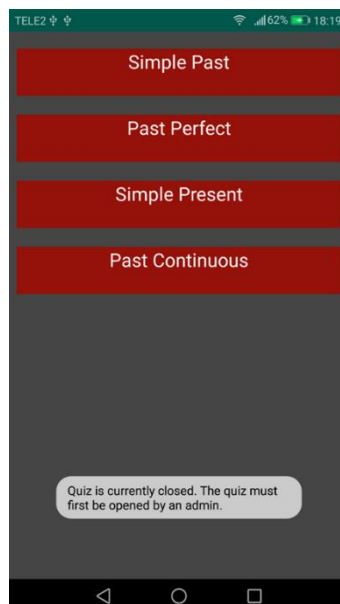 TELE2 62% 18:19
Simple Past
Past Perfect
Simple Present
Past Continuous
Quiz is currently closed. The quiz must
first be opened by an admin.